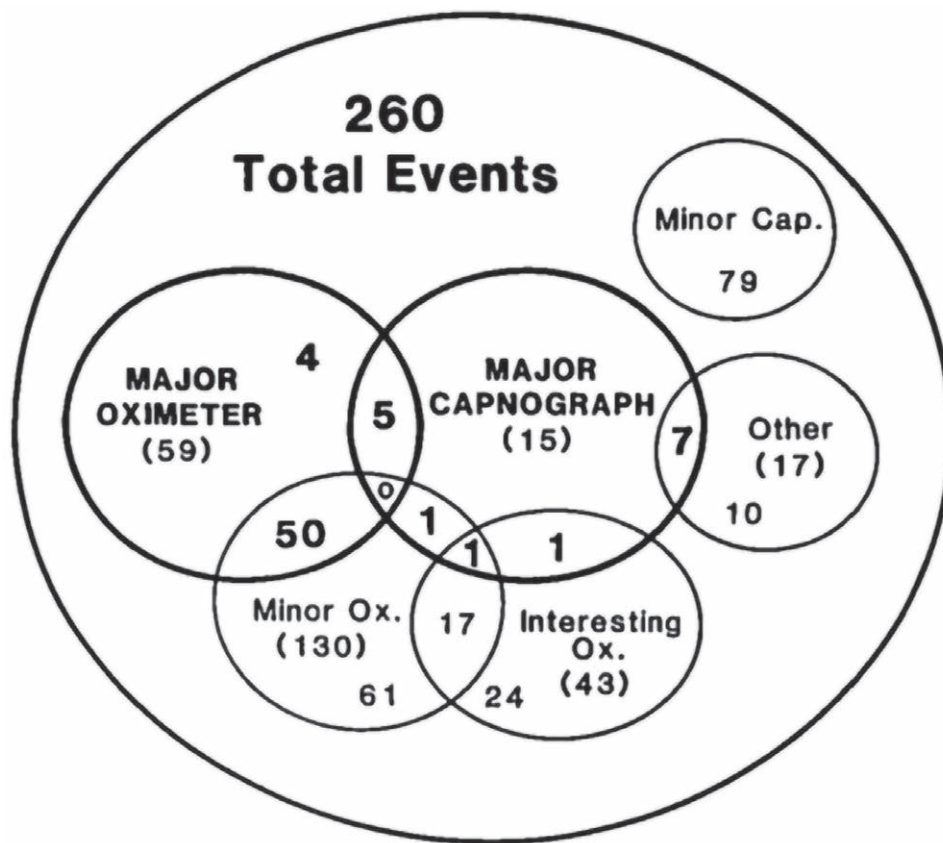 260
Total Events
Minor Cap.
79
4
MAJOR
OXIMETER
(59)
5
MAJOR
CAPNOGRAPH
(15)
7
Other
(17)
10
0
50
1
1
1
Minor Ox.
(130)
61
17
Interesting
Ox.
(43)
24